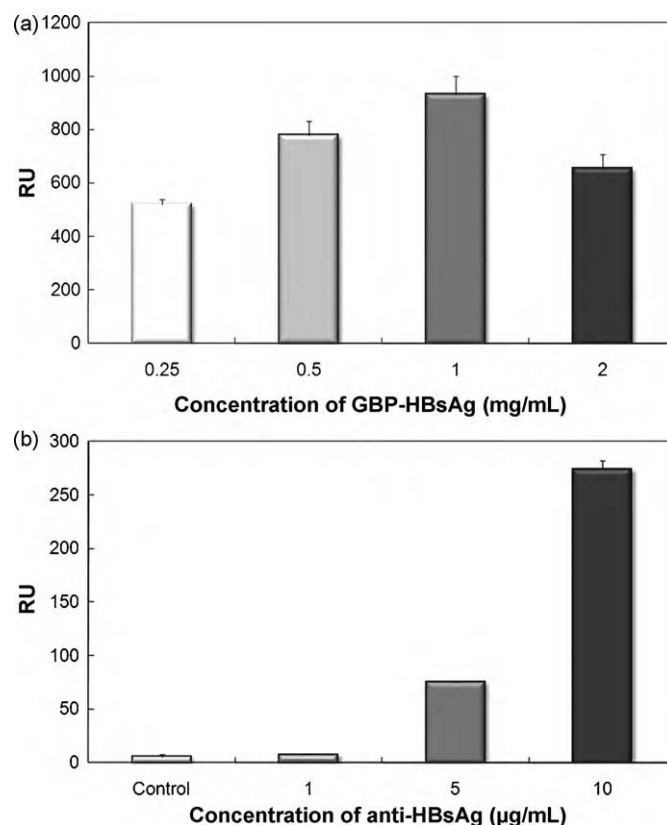 (a)
1200
1000
800
600
400
200
0
RU
0.25 0.5 1 2
Concentration of GBP-HBsAg (mg/mL)
(b)
300
250
200
150
100
50
0
RU
Control 1 5 10
Concentration of anti-HBsAg (µg/mL)